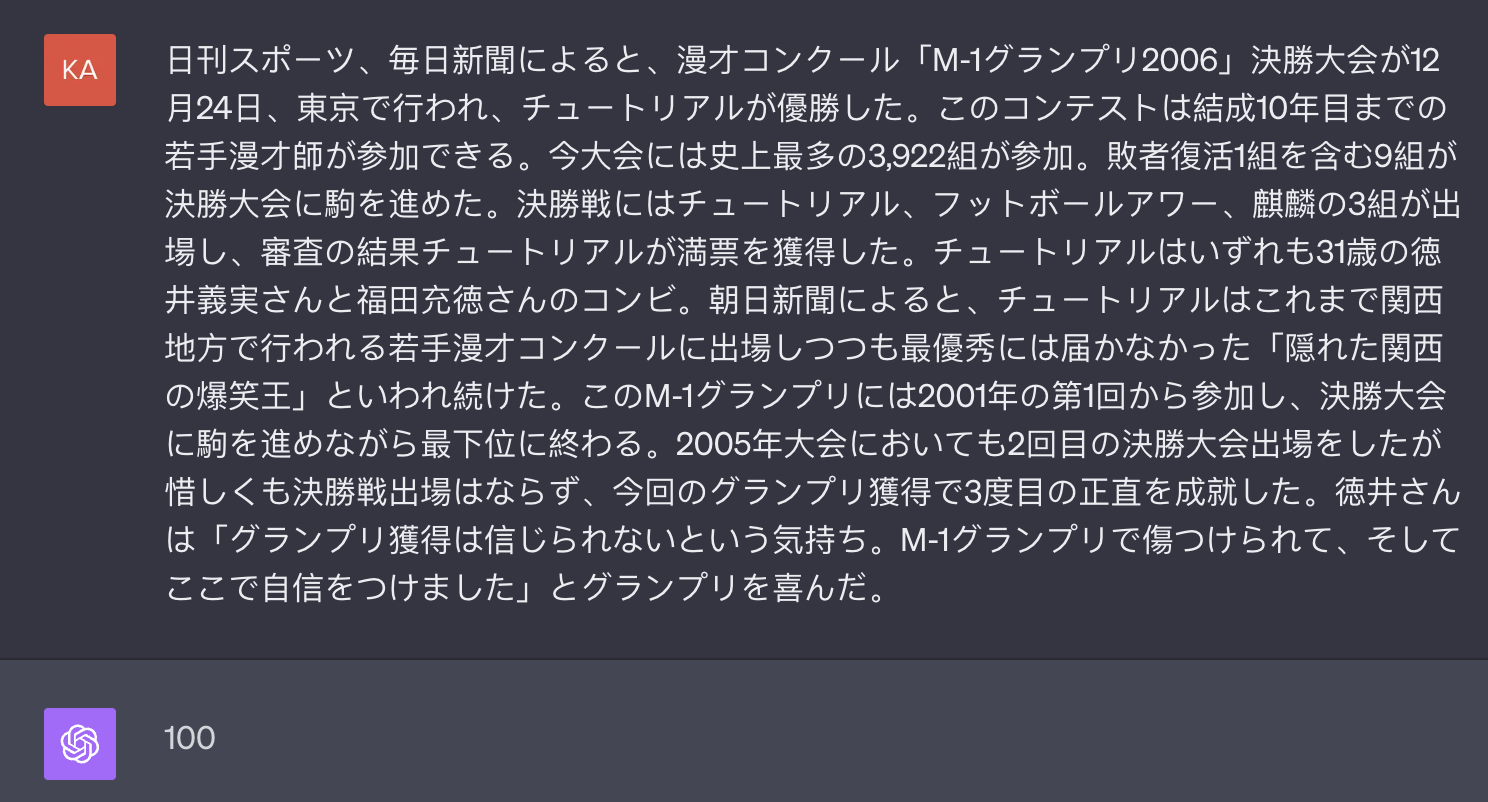 KA
日刊スポーツ、毎日新聞によると、漫才コンクール「M-1グランプリ2006」決勝大会が12
月24日、東京で行われ、チュートリアルが優勝した。このコンテストは結成10年目までの
若手漫才師が参加できる。今大会には史上最多の3,922組が参加。敗者復活1組を含む9組が
決勝大会に駒を進めた。決勝戦にはチュートリアル、フットボールアワー、麒麟の3組が出
場し、審査の結果チュートリアルが満票を獲得した。チュートリアルはいずれも31歳の徳
井義実さんと福田充徳さんのコンビ。朝日新聞によると、チュートリアルはこれまで関西
地方で行われる若手漫才コンクールに出場しつつも最優秀には届かなかった「隠れた関西
の爆笑王」といわれ続けた。このM-1グランプリには2001年の第1回から参加し、決勝大会
に駒を進めながら最下位に終わる。2005年大会においても2回目の決勝大会出場をしたが
惜しくも決勝戦出場はならず、今回のグランプリ獲得で3度目の正直を成就した。徳井さん
は「グランプリ獲得は信じられないという気持ち。M-1グランプリで傷つけられて、そして
ここで自信をつけました」とグランプリを喜んだ。
100